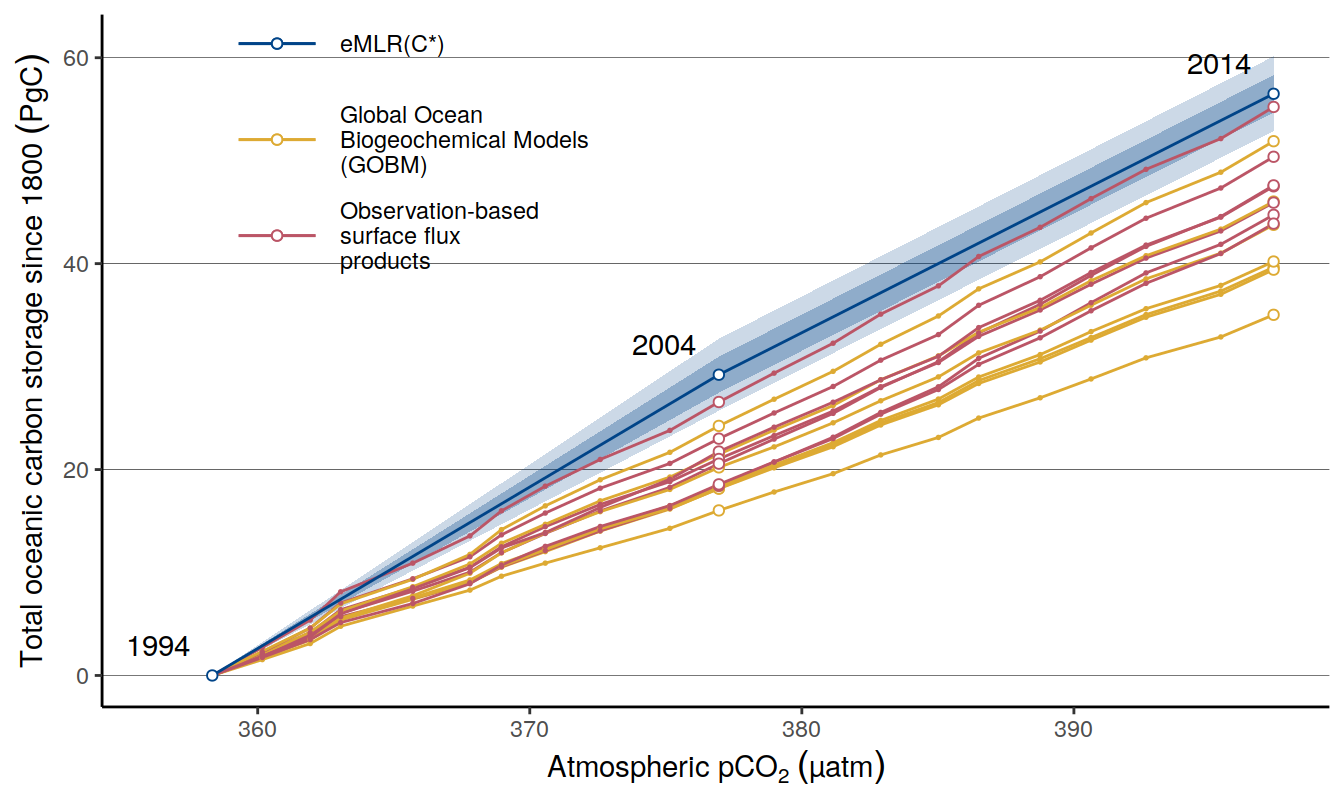 Total oceanic carbon storage since 1800 (PgC)
60
40
20
0
eMLR(C*)
Global Ocean
Biogeochemical Models
(GOBM)
Observation-based
surface flux
products
2014
2004
1994
360
370
380
390
Atmospheric pCO₂ (µatm)